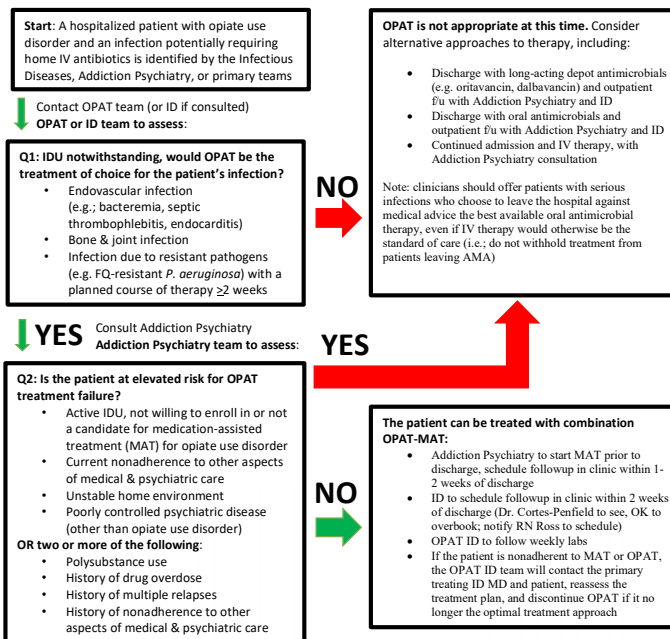 Start: A hospitalized patient with opiate use
disorder and an infection potentially requiring
home IV antibiotics is identified by the Infectious
Diseases, Addiction Psychiatry, or primary teams
Contact OPAT team (or ID if consulted)
OPAT or ID team to assess:
Q1: IDU notwithstanding, would OPAT be the
treatment of choice for the patient's infection?
• Endovascular infection
(e.g.; bacteremia, septic
thrombophlebitis, endocarditis)
• Bone & joint infection
• Infection due to resistant pathogens
(e.g. FQ-resistant P. aeruginosa) with a
planned course of therapy ≥2 weeks
NO
OPAT is not appropriate at this time. Consider
alternative approaches to therapy, including:
• Discharge with long-acting depot antimicrobials
(e.g. oritavancin, dalbavancin) and outpatient
f/u with Addiction Psychiatry and ID
• Discharge with oral antimicrobials and
outpatient f/u with Addiction Psychiatry and ID
• Continued admission and IV therapy, with
Addiction Psychiatry consultation
Note: clinicians should offer patients with serious
infections who choose to leave the hospital against
medical advice the best available oral antimicrobial
therapy, even if IV therapy would otherwise be the
standard of care (i.e.; do not withhold treatment from
patients leaving AMA)
YES
Consult Addiction Psychiatry
Addiction Psychiatry team to assess:
YES
Q2: Is the patient at elevated risk for OPAT
treatment failure?
• Active IDU, not willing to enroll in or not
a candidate for medication-assisted
treatment (MAT) for opiate use disorder
• Current nonadherence to other aspects
of medical & psychiatric care
• Unstable home environment
• Poorly controlled psychiatric disease
(other than opiate use disorder)
OR two or more of the following:
• Polysubstance use
• History of drug overdose
• History of multiple relapses
• History of nonadherence to other
aspects of medical & psychiatric care
NO
The patient can be treated with combination
OPAT-MAT:
• Addiction Psychiatry to start MAT prior to
discharge, schedule followup in clinic within 1-
2 weeks of discharge
• ID to schedule followup in clinic within 2 weeks
of discharge (Dr. Cortes-Penfield to see, OK to
overbook; notify RN Ross to schedule)
• OPAT ID to follow weekly labs
• If the patient is nonadherent to MAT or OPAT,
the OPAT ID team will contact the primary
treating ID MD and patient, reassess the
treatment plan, and discontinue OPAT if it no
longer the optimal treatment approach